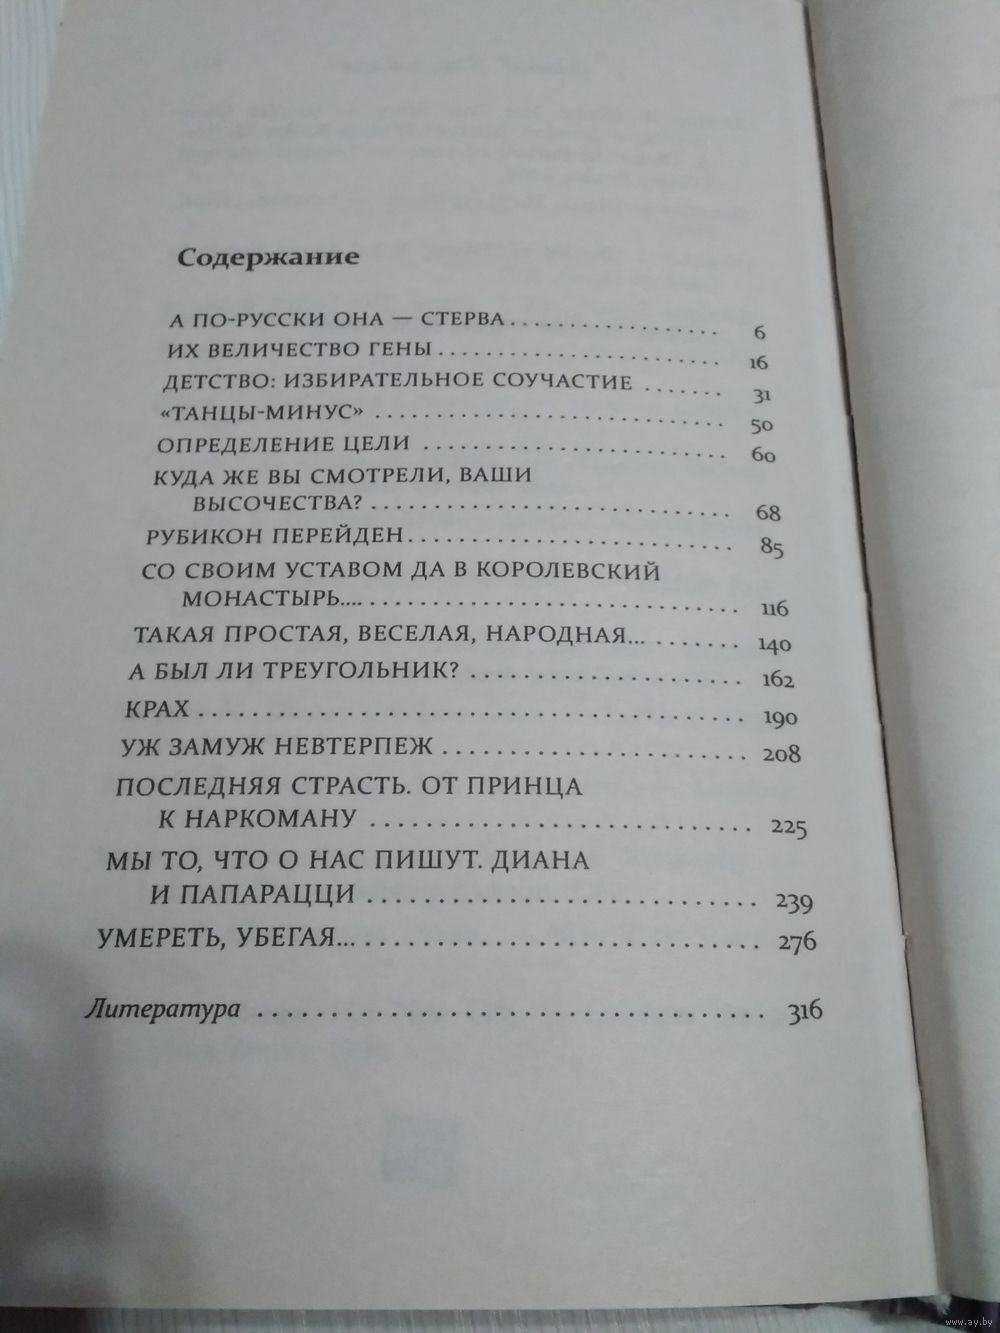 Содержание
А ПО-РУССКИ ОНА — СТЕРВА.................. 6
ИХ ВЕЛИЧЕСТВО ГЕНЫ........................ 16
ДЕТСТВО: ИЗБИРАТЕЛЬНОЕ СОУЧАСТИЕ ....... 31
«ТАНЦЫ-МИНУС» ............................. 50
ОПРЕДЕЛЕНИЕ ЦЕЛИ .......................... 60
КУДА ЖЕ ВЫ СМОТРЕЛИ, ВАШИ
ВЫСОЧЕСТВА? ............................... 68
РУБИКОН ПЕРЕЙДЕН............................ 85
СО СВОИМ УСТАВОМ ДА В КОРОЛЕВСКИЙ
МОНАСТЫРЬ.................................. 116
ТАКАЯ ПРОСТАЯ, ВЕСЕЛАЯ, НАРОДНАЯ... ....... 140
А БЫЛ ЛИ ТРЕУГОЛЬНИК? ..................... 162
КРАХ ........................................ 190
УЖ ЗАМУЖ НЕВТЕРПЕЖ ........................ 208
ПОСЛЕДНЯЯ СТРАСТЬ. ОТ ПРИНЦА
К НАРКОМАНУ ............................... 225
МЫ ТО, ЧТО О НАС ПИШУТ. ДИАНА
И ПАПАРАЦЦИ ............................... 239
УМЕРЕТЬ, УБЕГАЯ... ........................... 276
Литература .................................... 316
www.ay.by